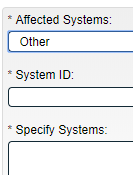 * Affected Systems:
Other
* System ID:
* Specify Systems: